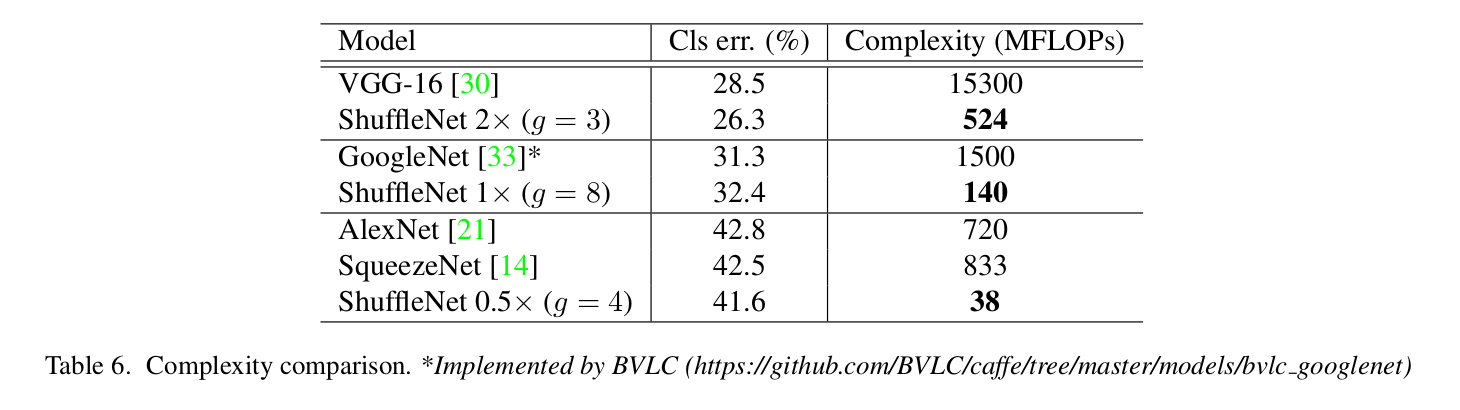 Model Cls err. (%) Complexity (MFLOPs)
VGG-16 [30] 28.5 15300
ShuffleNet 2× (g = 3) 26.3 524
GoogleNet [33]* 31.3 1500
ShuffleNet 1× (g = 8) 32.4 140
AlexNet [21] 42.8 720
SqueezeNet [14] 42.5 833
ShuffleNet 0.5× (g = 4) 41.6 38
Table 6. Complexity comparison. *Implemented by BVLC (https://github.com/BVLC/caffe/tree/master/models/bvlc_googlenet)